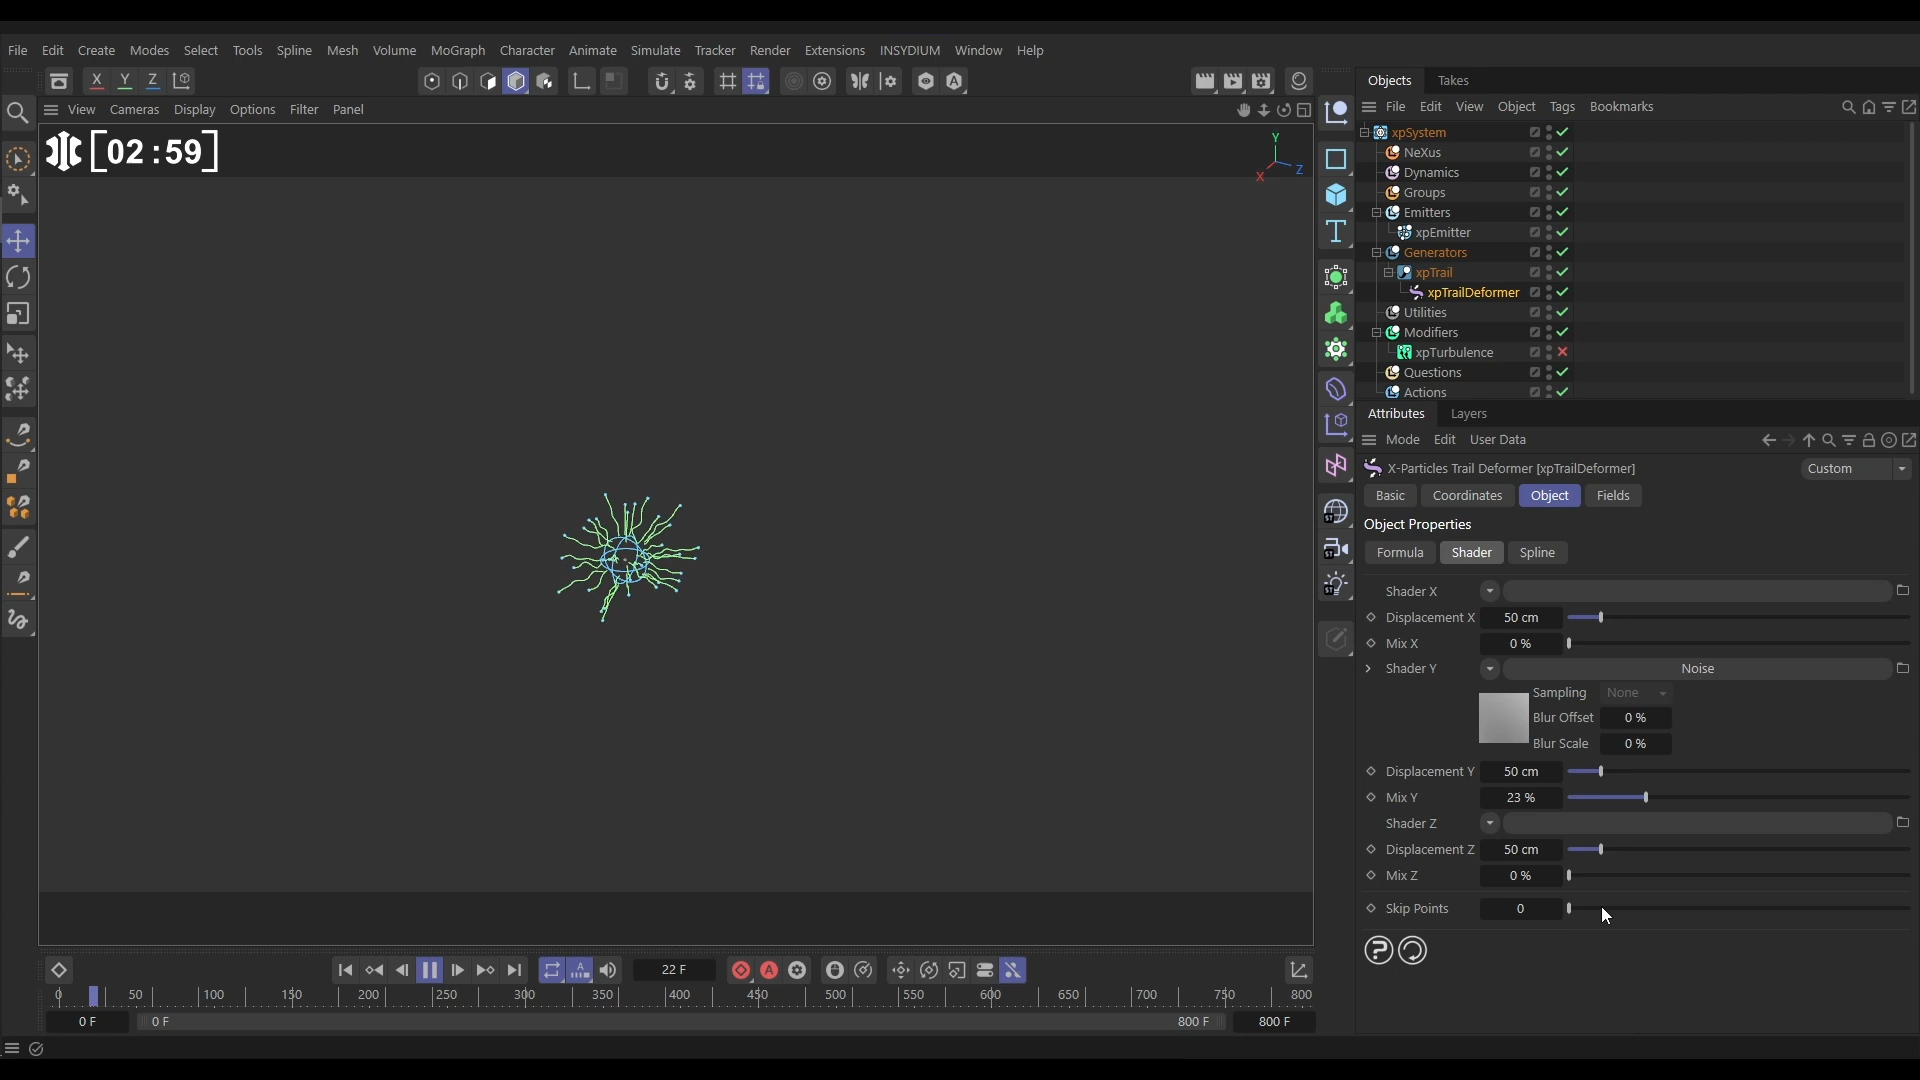 File Edit Create Modes Select Tools Spline Mesh Volume MoGraph Character Animate Simulate Tracker Render Extensions INSYDIUM Window Help
X Y Z
View Cameras Display Options Filter Panel
[02:59]
Y
Z
X
Objects Takes
File Edit View Object Tags Bookmarks
xpSystem
NeXus
Dynamics
Groups
Emitters
xpEmitter
Generators
xpTrail
xpTrailDeformer
Utilities
Modifiers
xpTurbulence
Questions
Actions
Attributes Layers
Mode Edit User Data
X-Particles Trail Deformer [xpTrailDeformer] Custom
Basic Coordinates Object Fields
Object Properties
Formula Shader Spline
Shader X
Displacement X 50 cm
Mix X 0 %
Shader Y Noise
Sampling None
Blur Offset 0 %
Blur Scale 0 %
Displacement Y 50 cm
Mix Y 23 %
Shader Z
Displacement Z 50 cm
Mix Z 0 %
Skip Points 0
22 F
0 50 100 150 200 250 300 350 400 450 500 550 600 650 700 750 800
0 F 0 F 800 F 800 F